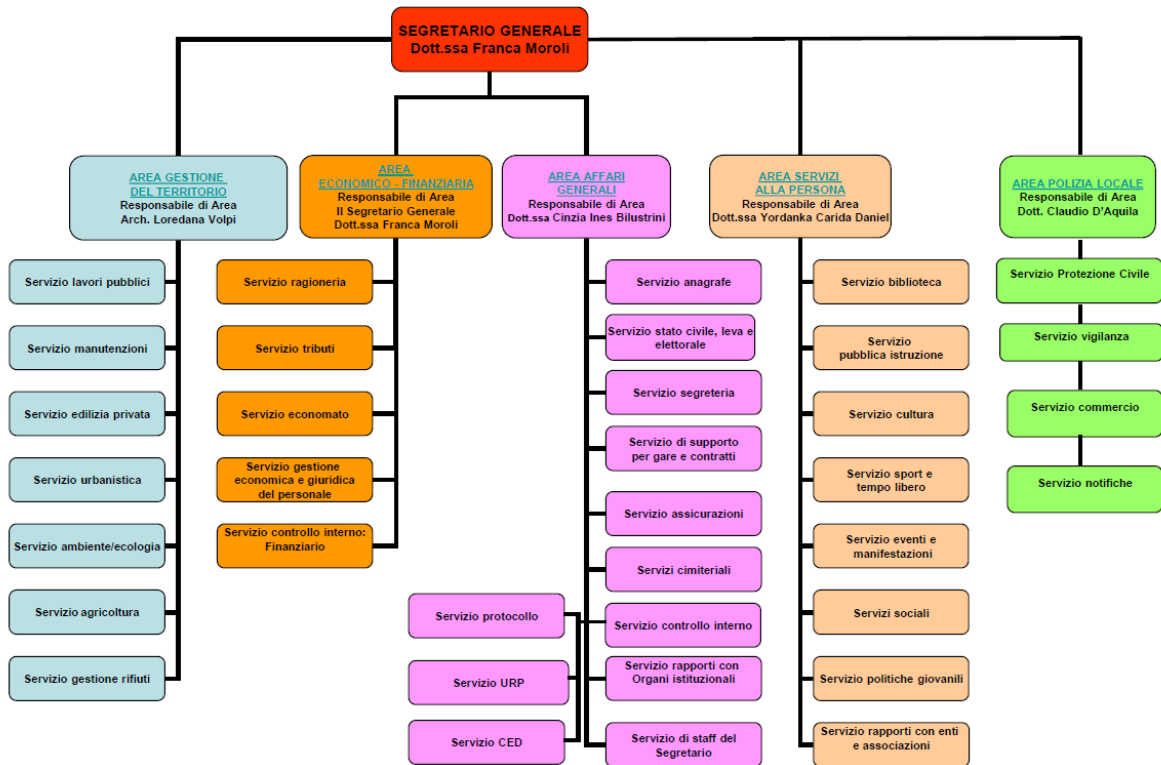 SEGRETARIO GENERALE
Dott.ssa Franca Moroli
AREA GESTIONE
DEL TERRITORIO
Responsabile di Area
Arch. Loredana Volpi
Servizio lavori pubblici
Servizio manutenzioni
Servizio edilizia privata
Servizio urbanistica
Servizio ambiente/ecologia
Servizio agricoltura
Servizio gestione rifiuti
AREA
ECONOMICO - FINANZIARIA
Responsabile di Area
Il Segretario Generale
Dott.ssa Franca Moroli
Servizio ragioneria
Servizio tributi
Servizio economato
Servizio gestione
economica e giuridica
del personale
Servizio controllo interno:
Finanziario
AREA AFFARI
GENERALI
Responsabile di Area
Dott.ssa Cinzia Ines Bilustrini
Servizio anagrafe
Servizio stato civile, leva e
elettorale
Servizio segreteria
Servizio di supporto
per gare e contratti
Servizio assicurazioni
Servizi cimiteriali
Servizio controllo interno
Servizio rapporti con
Organi istituzionali
Servizio di staff del
Segretario
Servizio protocollo
Servizio URP
Servizio CED
AREA SERVIZI
ALLA PERSONA
Responsabile di Area
Dott.ssa Yordanka Carida Daniel
Servizio biblioteca
Servizio
pubblica istruzione
Servizio cultura
Servizio sport e
tempo libero
Servizio eventi e
manifestazioni
Servizi sociali
Servizio politiche giovanili
Servizio rapporti con enti
e associazioni
AREA POLIZIA LOCALE
Responsabile di Area
Dott. Claudio D'Aquila
Servizio Protezione Civile
Servizio vigilanza
Servizio commercio
Servizio notifiche